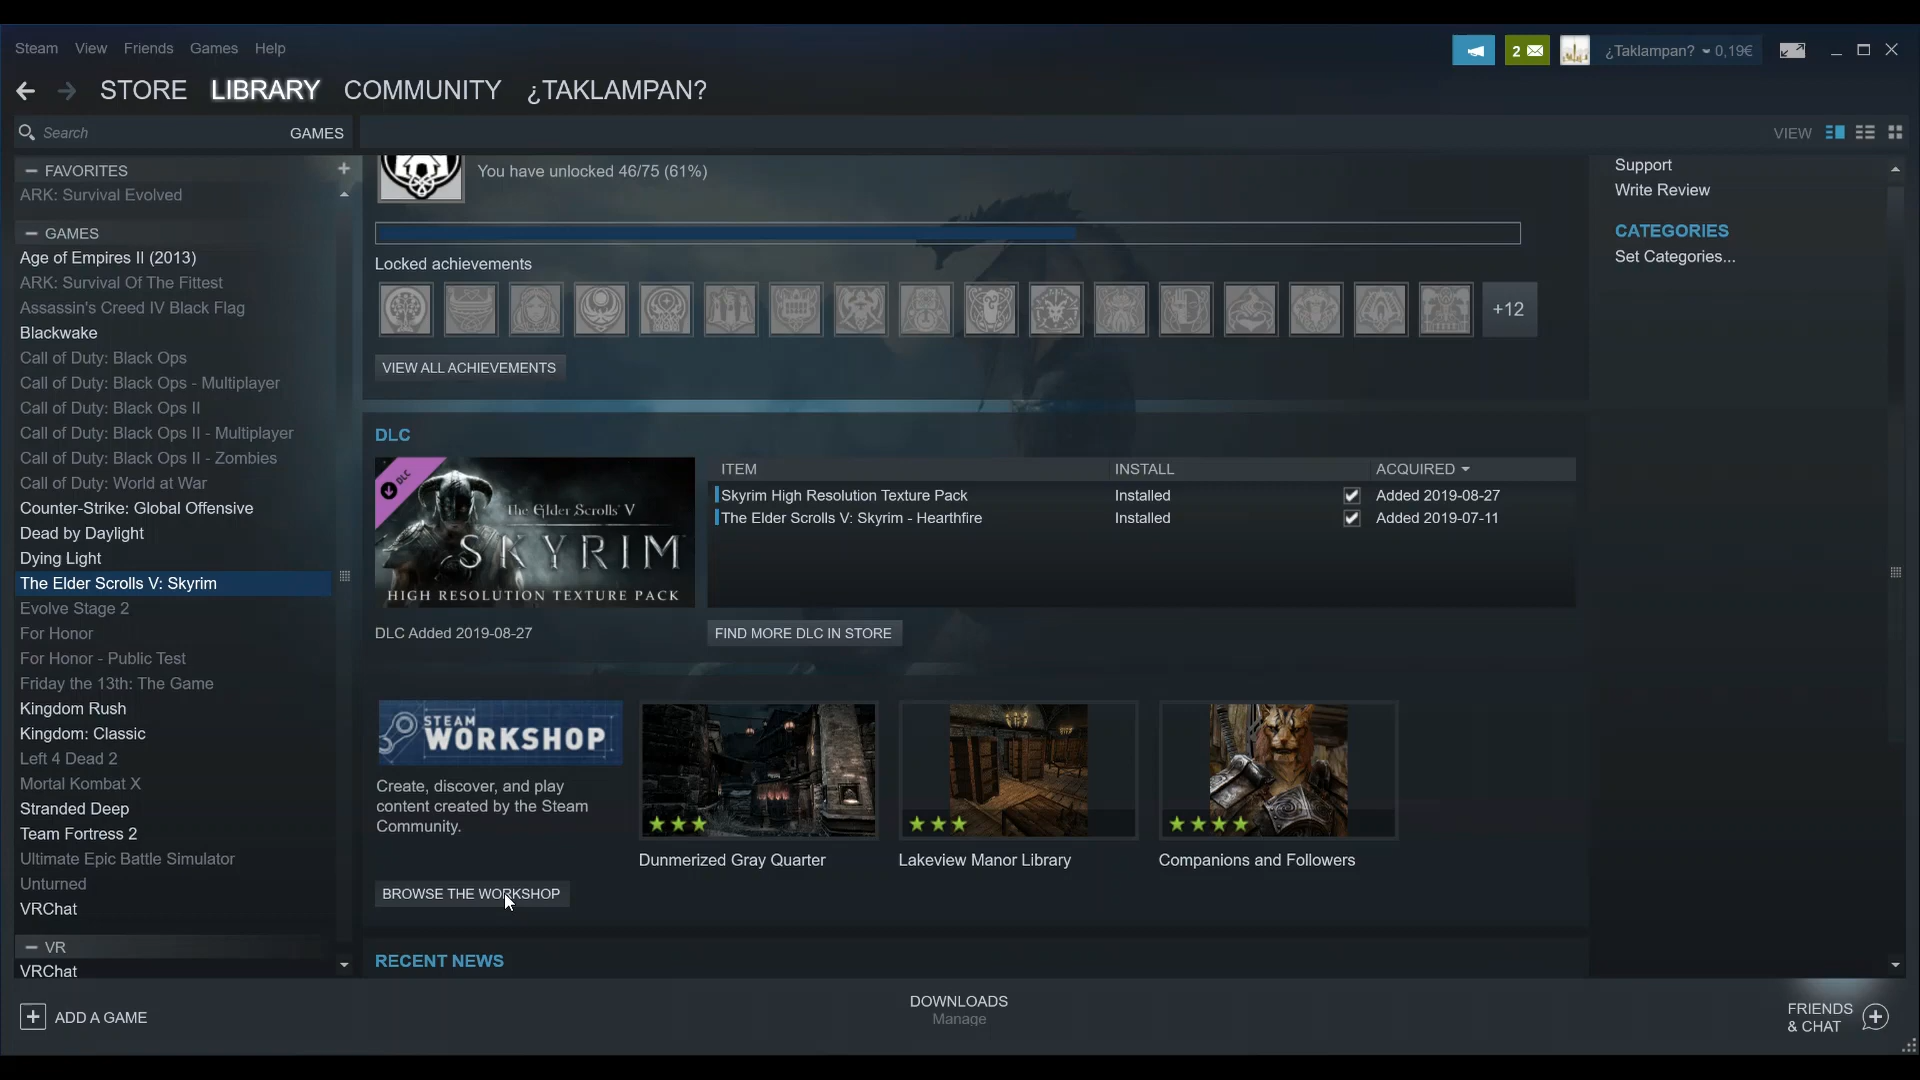 Steam View Friends Games Help
2 ¿Taklampan? 0,19€
STORE LIBRARY COMMUNITY ¿TAKLAMPAN?
Search GAMES
VIEW
FAVORITES
ARK: Survival Evolved
GAMES
Age of Empires II (2013)
ARK: Survival Of The Fittest
Assassin's Creed IV Black Flag
Blackwake
Call of Duty: Black Ops
Call of Duty: Black Ops - Multiplayer
Call of Duty: Black Ops II
Call of Duty: Black Ops II - Multiplayer
Call of Duty: Black Ops II - Zombies
Call of Duty: World at War
Counter-Strike: Global Offensive
Dead by Daylight
Dying Light
The Elder Scrolls V: Skyrim
Evolve Stage 2
For Honor
For Honor - Public Test
Friday the 13th: The Game
Kingdom Rush
Kingdom: Classic
Left 4 Dead 2
Mortal Kombat X
Stranded Deep
Team Fortress 2
Ultimate Epic Battle Simulator
Unturned
VRChat
VR
VRChat
You have unlocked 46/75 (61%)
Locked achievements
+12
VIEW ALL ACHIEVEMENTS
DLC
DLC
The Elder Scrolls V
SKYRIM
HIGH RESOLUTION TEXTURE PACK
DLC Added 2019-08-27
ITEM INSTALL ACQUIRED
Skyrim High Resolution Texture Pack Installed Added 2019-08-27
The Elder Scrolls V: Skyrim - Hearthfire Installed Added 2019-07-11
FIND MORE DLC IN STORE
STEAM
WORKSHOP
Create, discover, and play
content created by the Steam
Community.
Dunmerized Gray Quarter
Lakeview Manor Library
Companions and Followers
BROWSE THE WORKSHOP
RECENT NEWS
Support
Write Review
CATEGORIES
Set Categories...
ADD A GAME
DOWNLOADS
Manage
FRIENDS
& CHAT